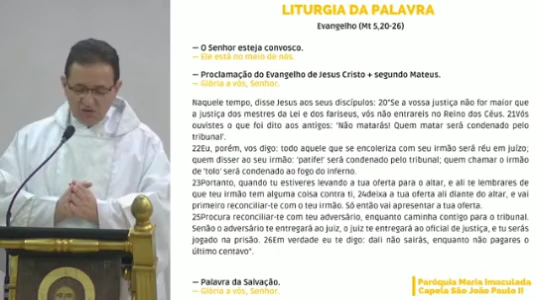 LITURGIA DA PALAVRA
Evangelho (Mt 5,20-26)
— O Senhor esteja convosco.
— Ele está no meio de nós.
— Proclamação do Evangelho de Jesus Cristo + segundo Mateus.
— Glória a vós, Senhor.
Naquele tempo, disse Jesus aos seus discípulos: 20"Se a vossa justiça não for maior que
a justiça dos mestres da Lei e dos fariseus, vós não entrareis no Reino dos Céus. 21Vós
ouvistes o que foi dito aos antigos: 'Não matarás! Quem matar será condenado pelo
tribunal'.
22Eu, porém, vos digo: todo aquele que se encoleriza com seu irmão será réu em juízo;
quem disser ao seu irmão: 'patife!' será condenado pelo tribunal; quem chamar o irmão
de 'tolo' será condenado ao fogo do inferno.
23Portanto, quando tu estiveres levando a tua oferta para o altar, e ali te lembrares de
que teu irmão tem alguma coisa contra ti, 24deixa a tua oferta ali diante do altar, e vai
primeiro reconciliar-te com o teu irmão. Só então vai apresentar a tua oferta.
25Procura reconciliar-te com teu adversário, enquanto caminha contigo para o tribunal.
Senão o adversário te entregará ao juiz, o juiz te entregará ao oficial de justiça, e tu serás
jogado na prisão. 26Em verdade eu te digo: dali não sairás, enquanto não pagares o
último centavo".
— Palavra da Salvação.
— Glória a vós, Senhor.
Paróquia Maria Imaculada
Capela São João Paulo II